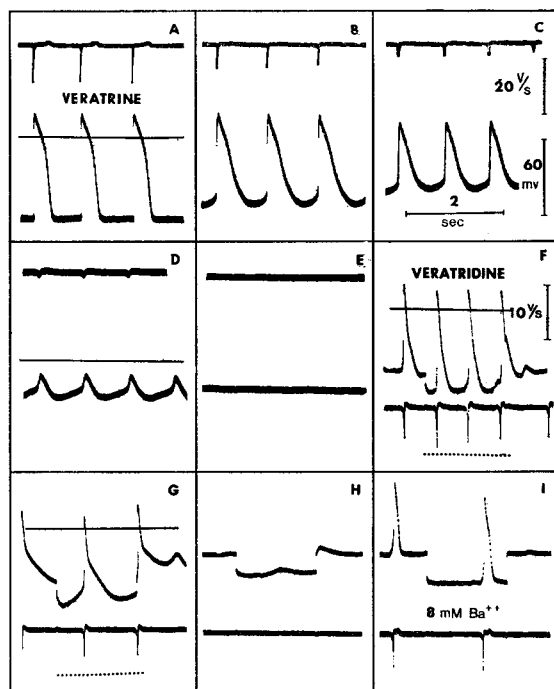 A
VERATRINE
B
C
20 V/s
60
mv
2
sec
D
E
F
VERATRIDINE
10 V/s
G
H
I
8 mM Ba++